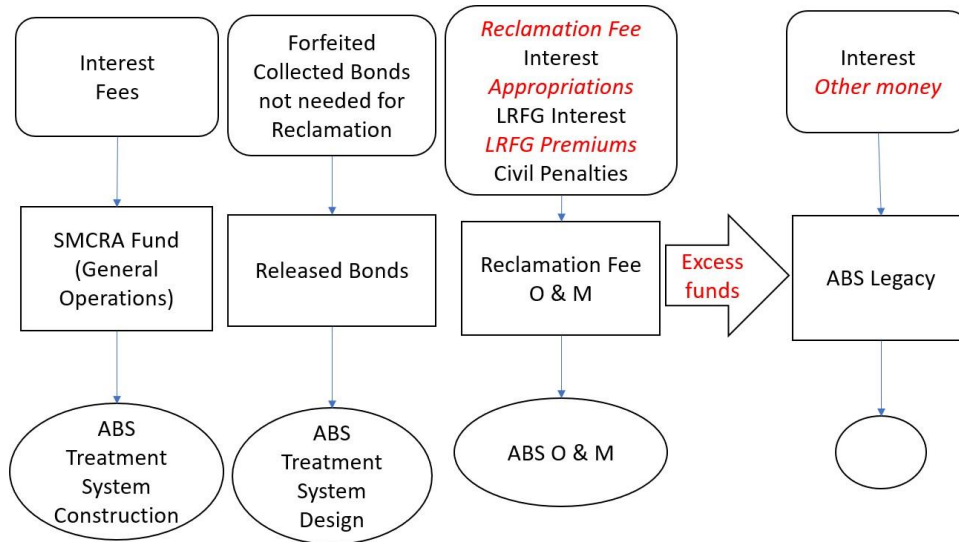 Interest
Fees
Forfeited
Collected Bonds
not needed for
Reclamation
Reclamation Fee
Interest
Appropriations
LRFG Interest
LRFG Premiums
Civil Penalties
Interest
Other money
SMCRA Fund
(General
Operations)
Released Bonds
Reclamation Fee
O & M
Excess
funds
ABS Legacy
ABS
Treatment
System
Construction
ABS
Treatment
System
Design
ABS O & M